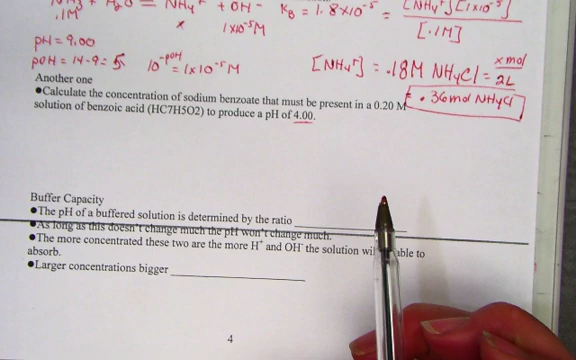 NH3 + H2O = NH4+ + OH- KB = 1.8×10-5 = [NH4+][1×10-5]
.1M x 1×10-5M [.1M]
pH = 9.00
pOH = 14-9 = 5 10-pOH = 1×10-5M [NH4+] = .18M NH4Cl = x mol
2L
Another one = .36mol NH4Cl
●Calculate the concentration of sodium benzoate that must be present in a 0.20 M
solution of benzoic acid (HC7H5O2) to produce a pH of 4.00.
Buffer Capacity
●The pH of a buffered solution is determined by the ratio
●As long as this doesn't change much the pH won't change much.
●The more concentrated these two are the more H+ and OH- the solution will able to
absorb.
●Larger concentrations bigger
4